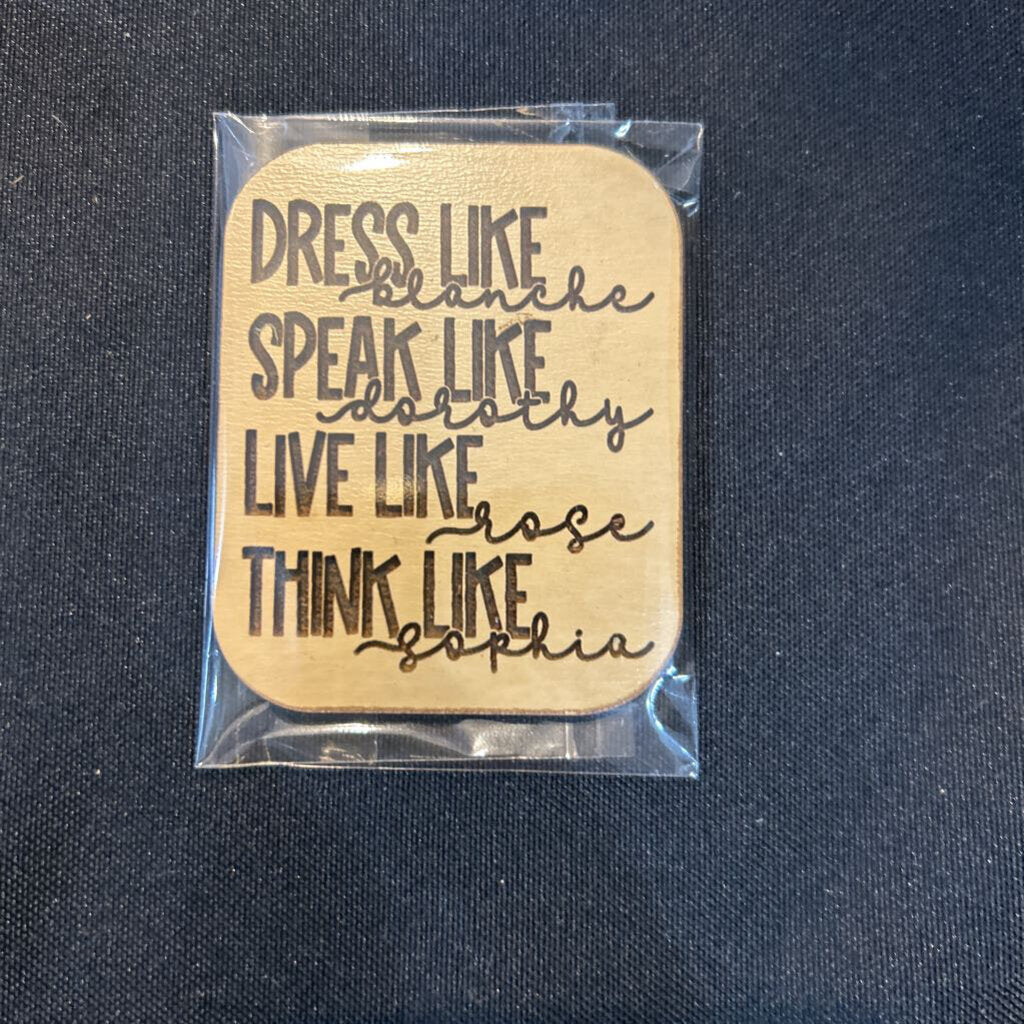 DRESS LIKE
blanche
SPEAK LIKE
dorothy
LIVE LIKE
rose
THINK LIKE
sophia